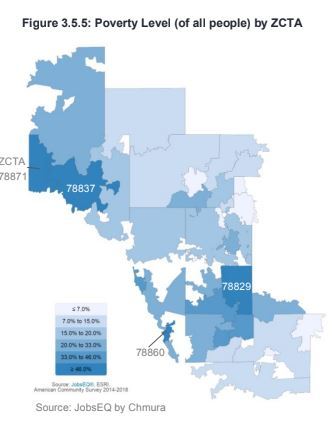 Figure 3.5.5: Poverty Level (of all people) by ZCTA
ZCTA
78871
78837
78829
78860
≤ 7.0%
7.0% to 15.0%
15.0% to 20.0%
20.0% to 33.0%
33.0% to 46.0%
≥ 46.0%
Source: JobsEQ®, ESRI,
American Community Survey 2014-2018
Source: JobsEQ by Chmura